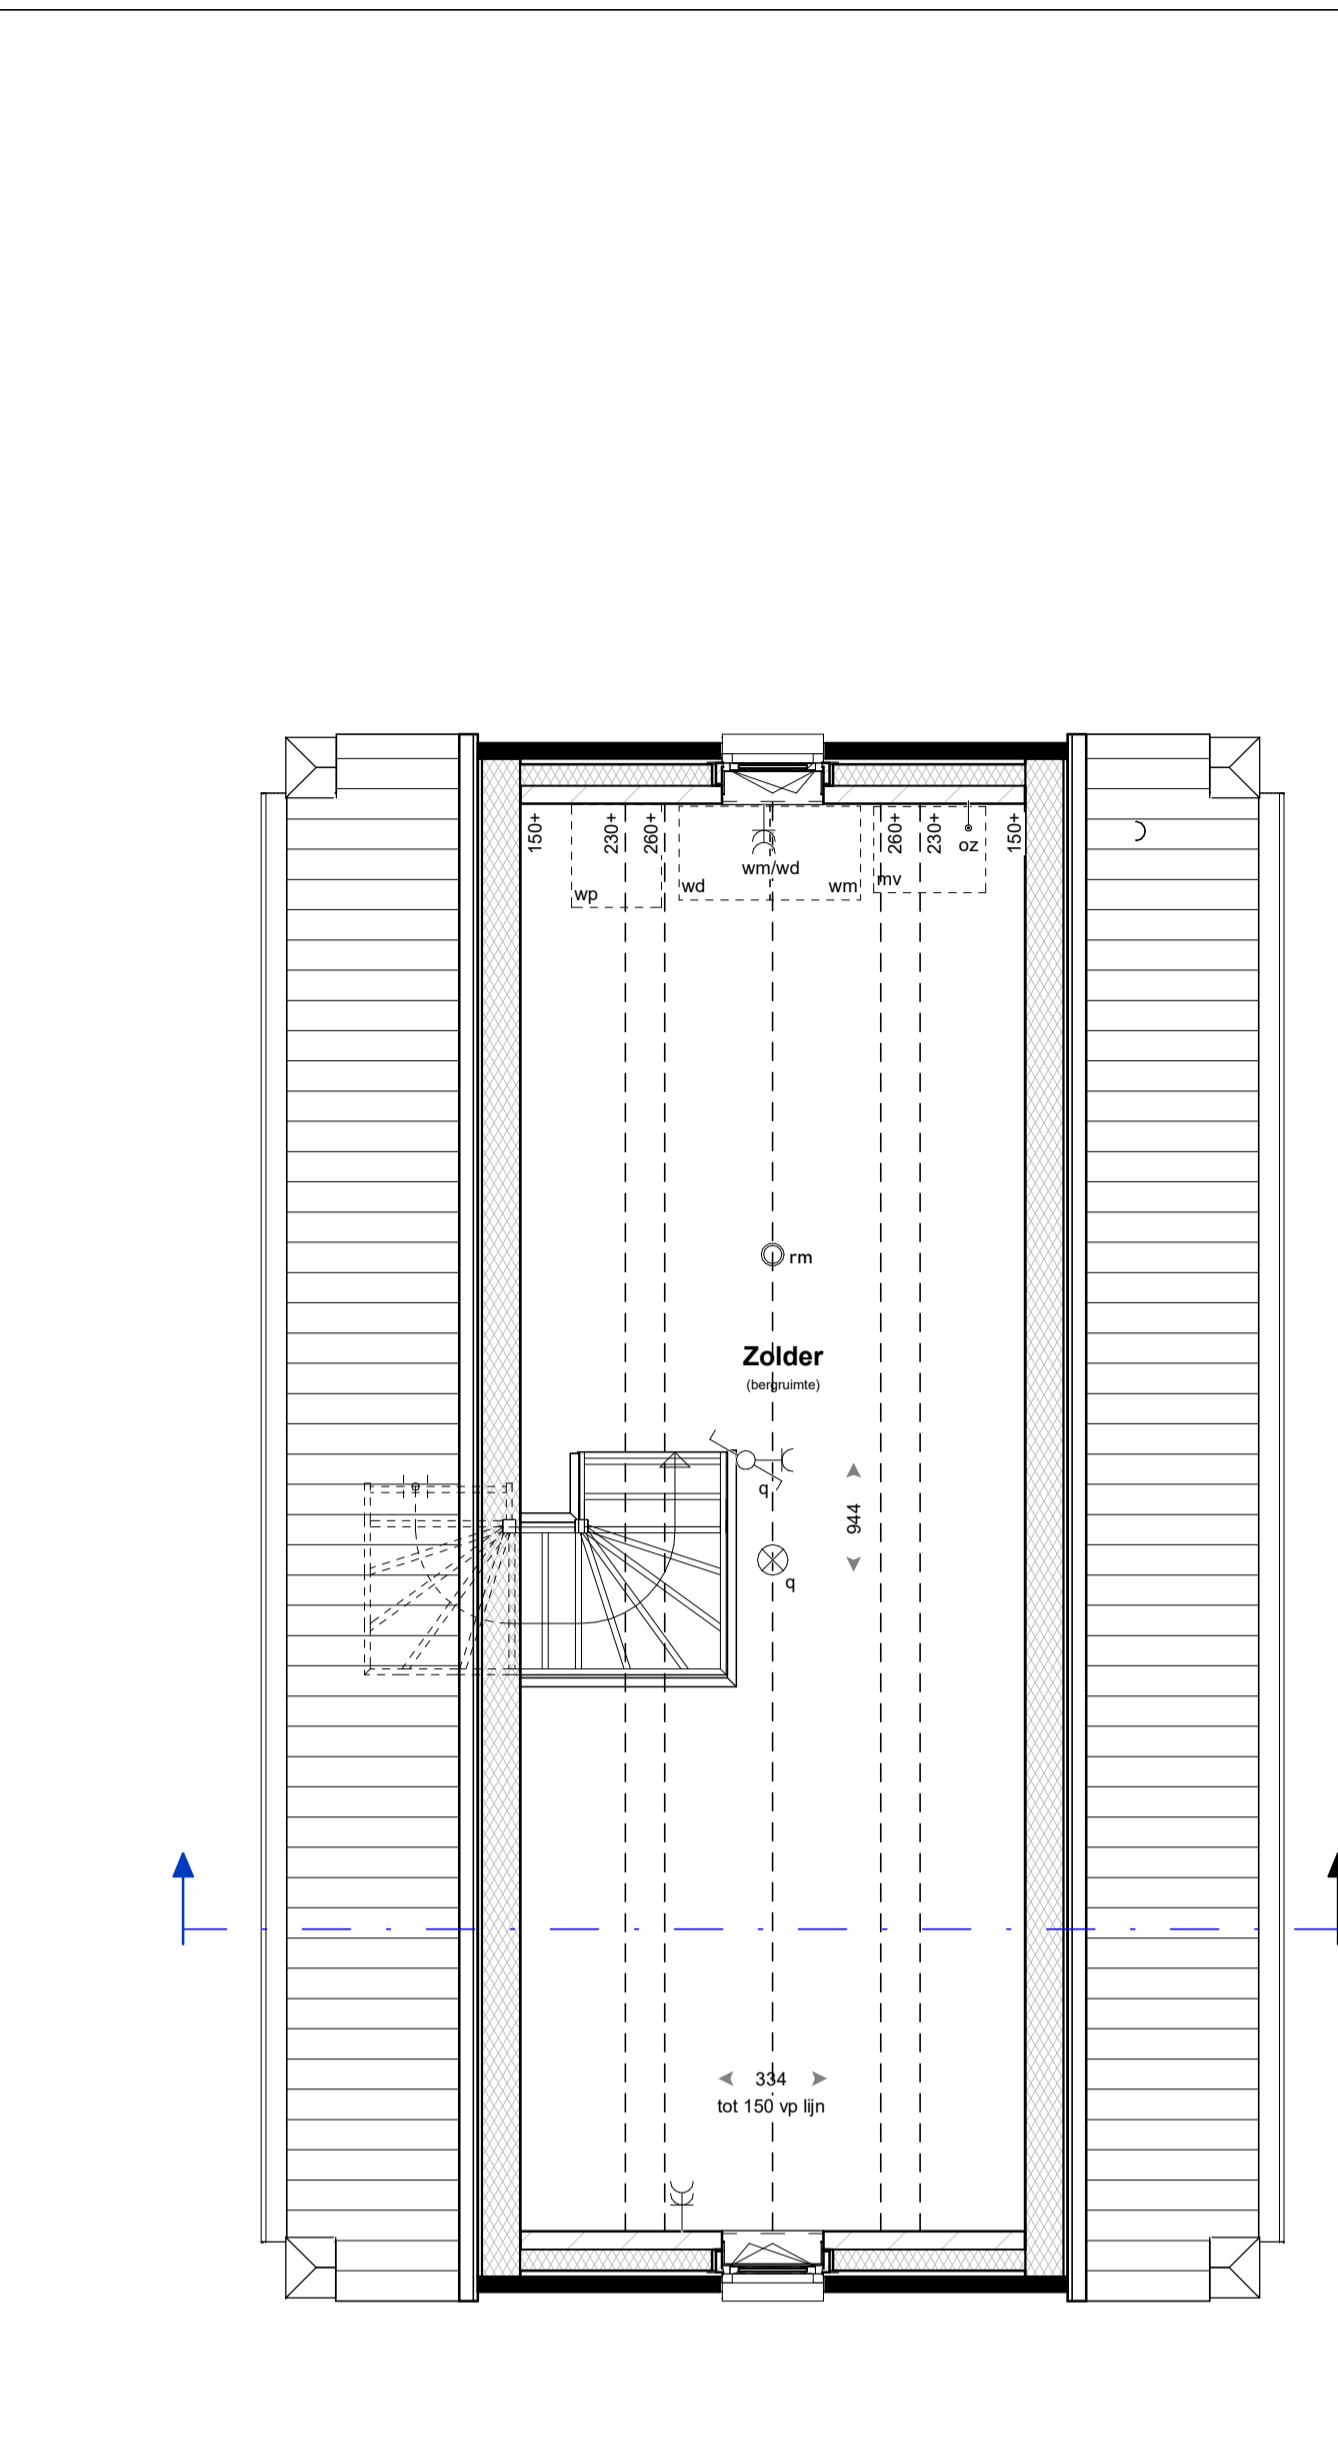 150+
230+
260+
260+
230+
150+
oz
wm/wd
wp
wd
wm
mv
rm
Zolder
(bergruimte)
q
944
q
334
tot 150 vp lijn